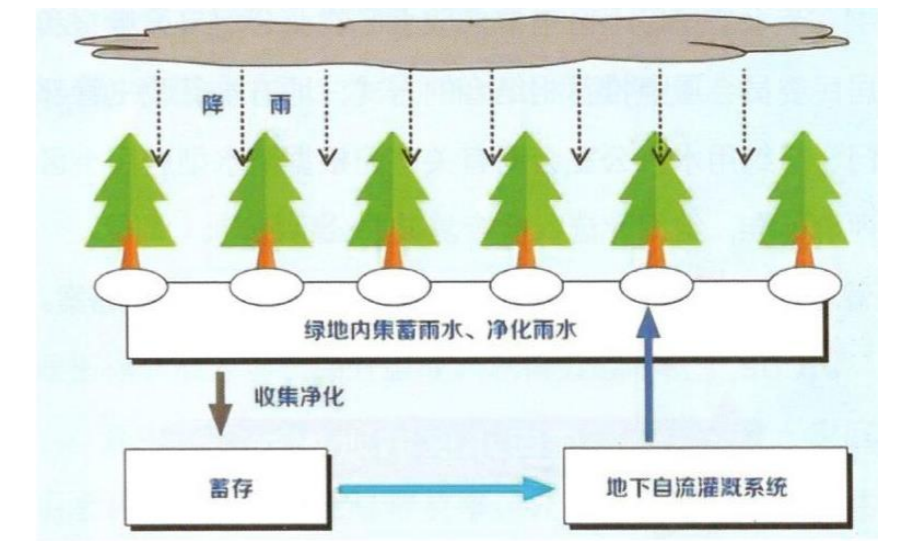 降 雨
绿地内集蓄雨水、净化雨水
收集净化
蓄存
地下自流灌溉系统